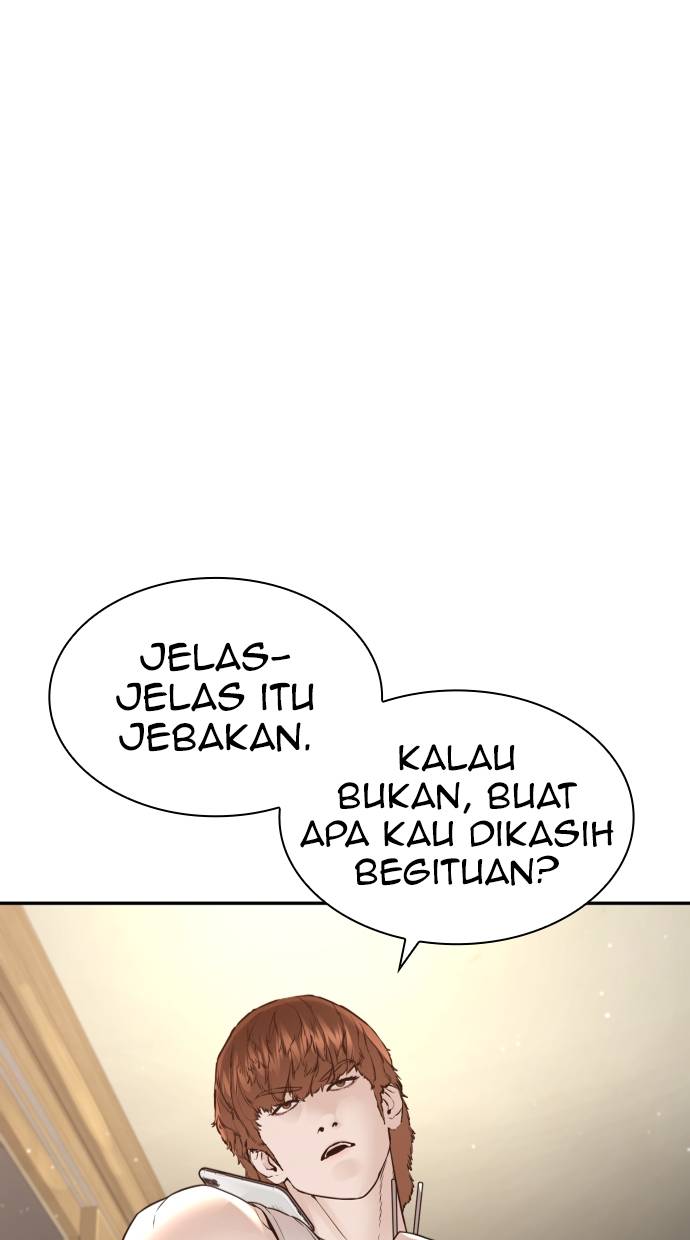 JELAS-
JELAS ITU
JEBAKAN.
KALAU
BUKAN, BUAT
APA KAU DIKASIH
BEGITUAN?